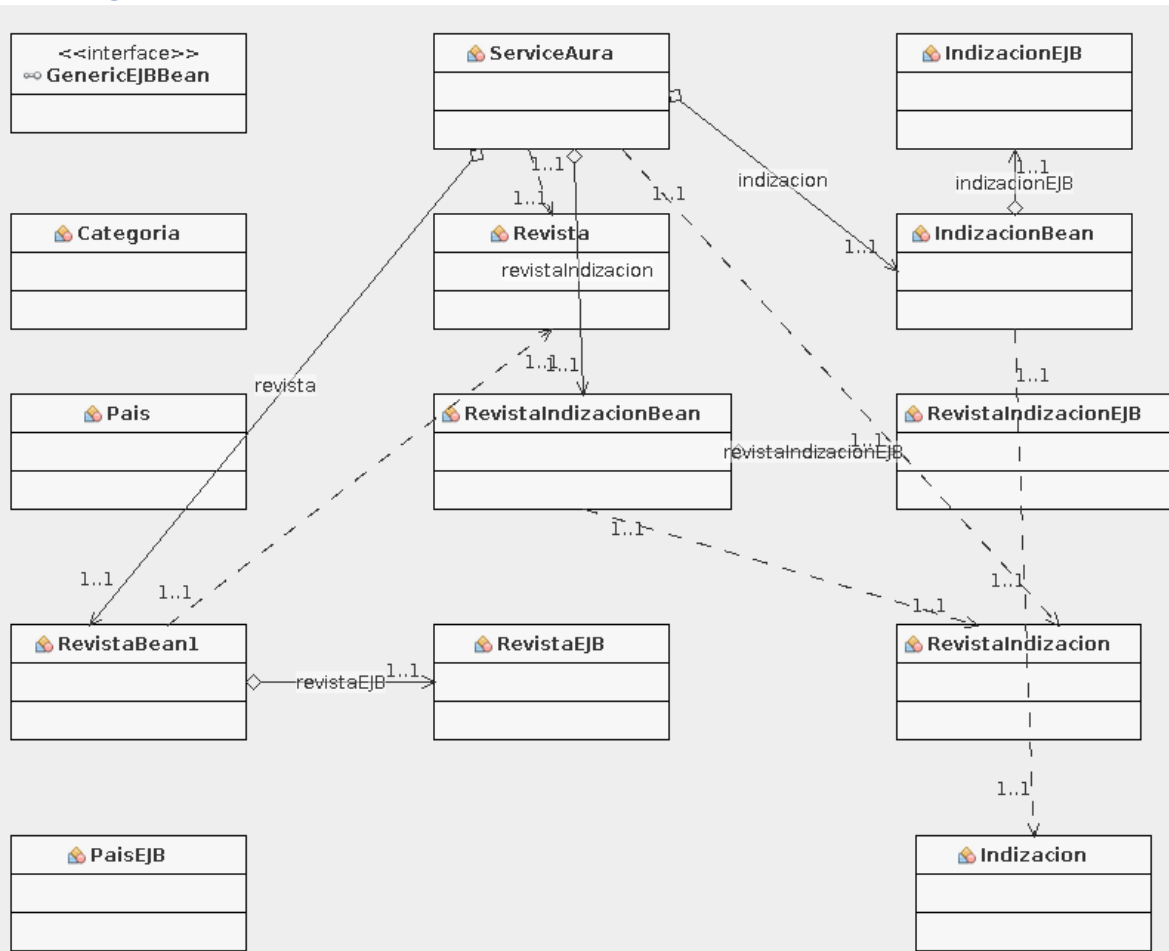 <<interface>>
GenericEJBBean
ServiceAura
IndizacionEJB
1..1
1..1
indizacion
1..1
indizacionEJB
1..1
Categoria
Revista
IndizacionBean
1..1
revistaIndizacion
1..1
1..1
1..1
revista
Pais
RevistaIndizacionBean
RevistaIndizacionEJB
1..1
revistaIndizacionEJB
1..1
1..1
1..1
1..1
1..1
RevistaBean1
RevistaEJB
RevistaIndizacion
revistaEJB
1..1
1..1
PaisEJB
Indizacion